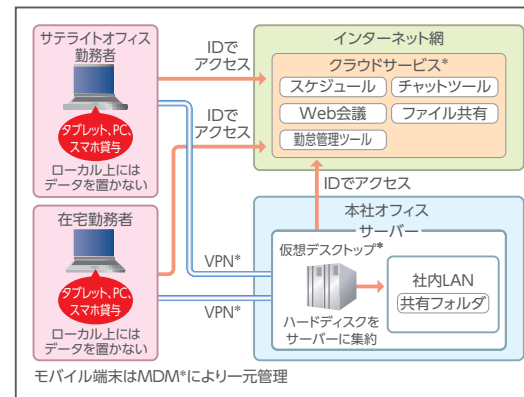 サテライトオフィス
勤務者
タブレット、PC、
スマホ貸与
ローカル上には
データを置かない
在宅勤務者
タブレット、PC、
スマホ貸与
ローカル上には
データを置かない
IDで
アクセス
IDで
アクセス
インターネット網
クラウドサービス*
スケジュール
チャットツール
Web会議
ファイル共有
勤怠管理ツール
IDでアクセス
VPN*
VPN*
本社オフィス
サーバー
仮想デスクトップ*
ハードディスクを
サーバーに集約
社内LAN
共有フォルダ
モバイル端末はMDM*により一元管理